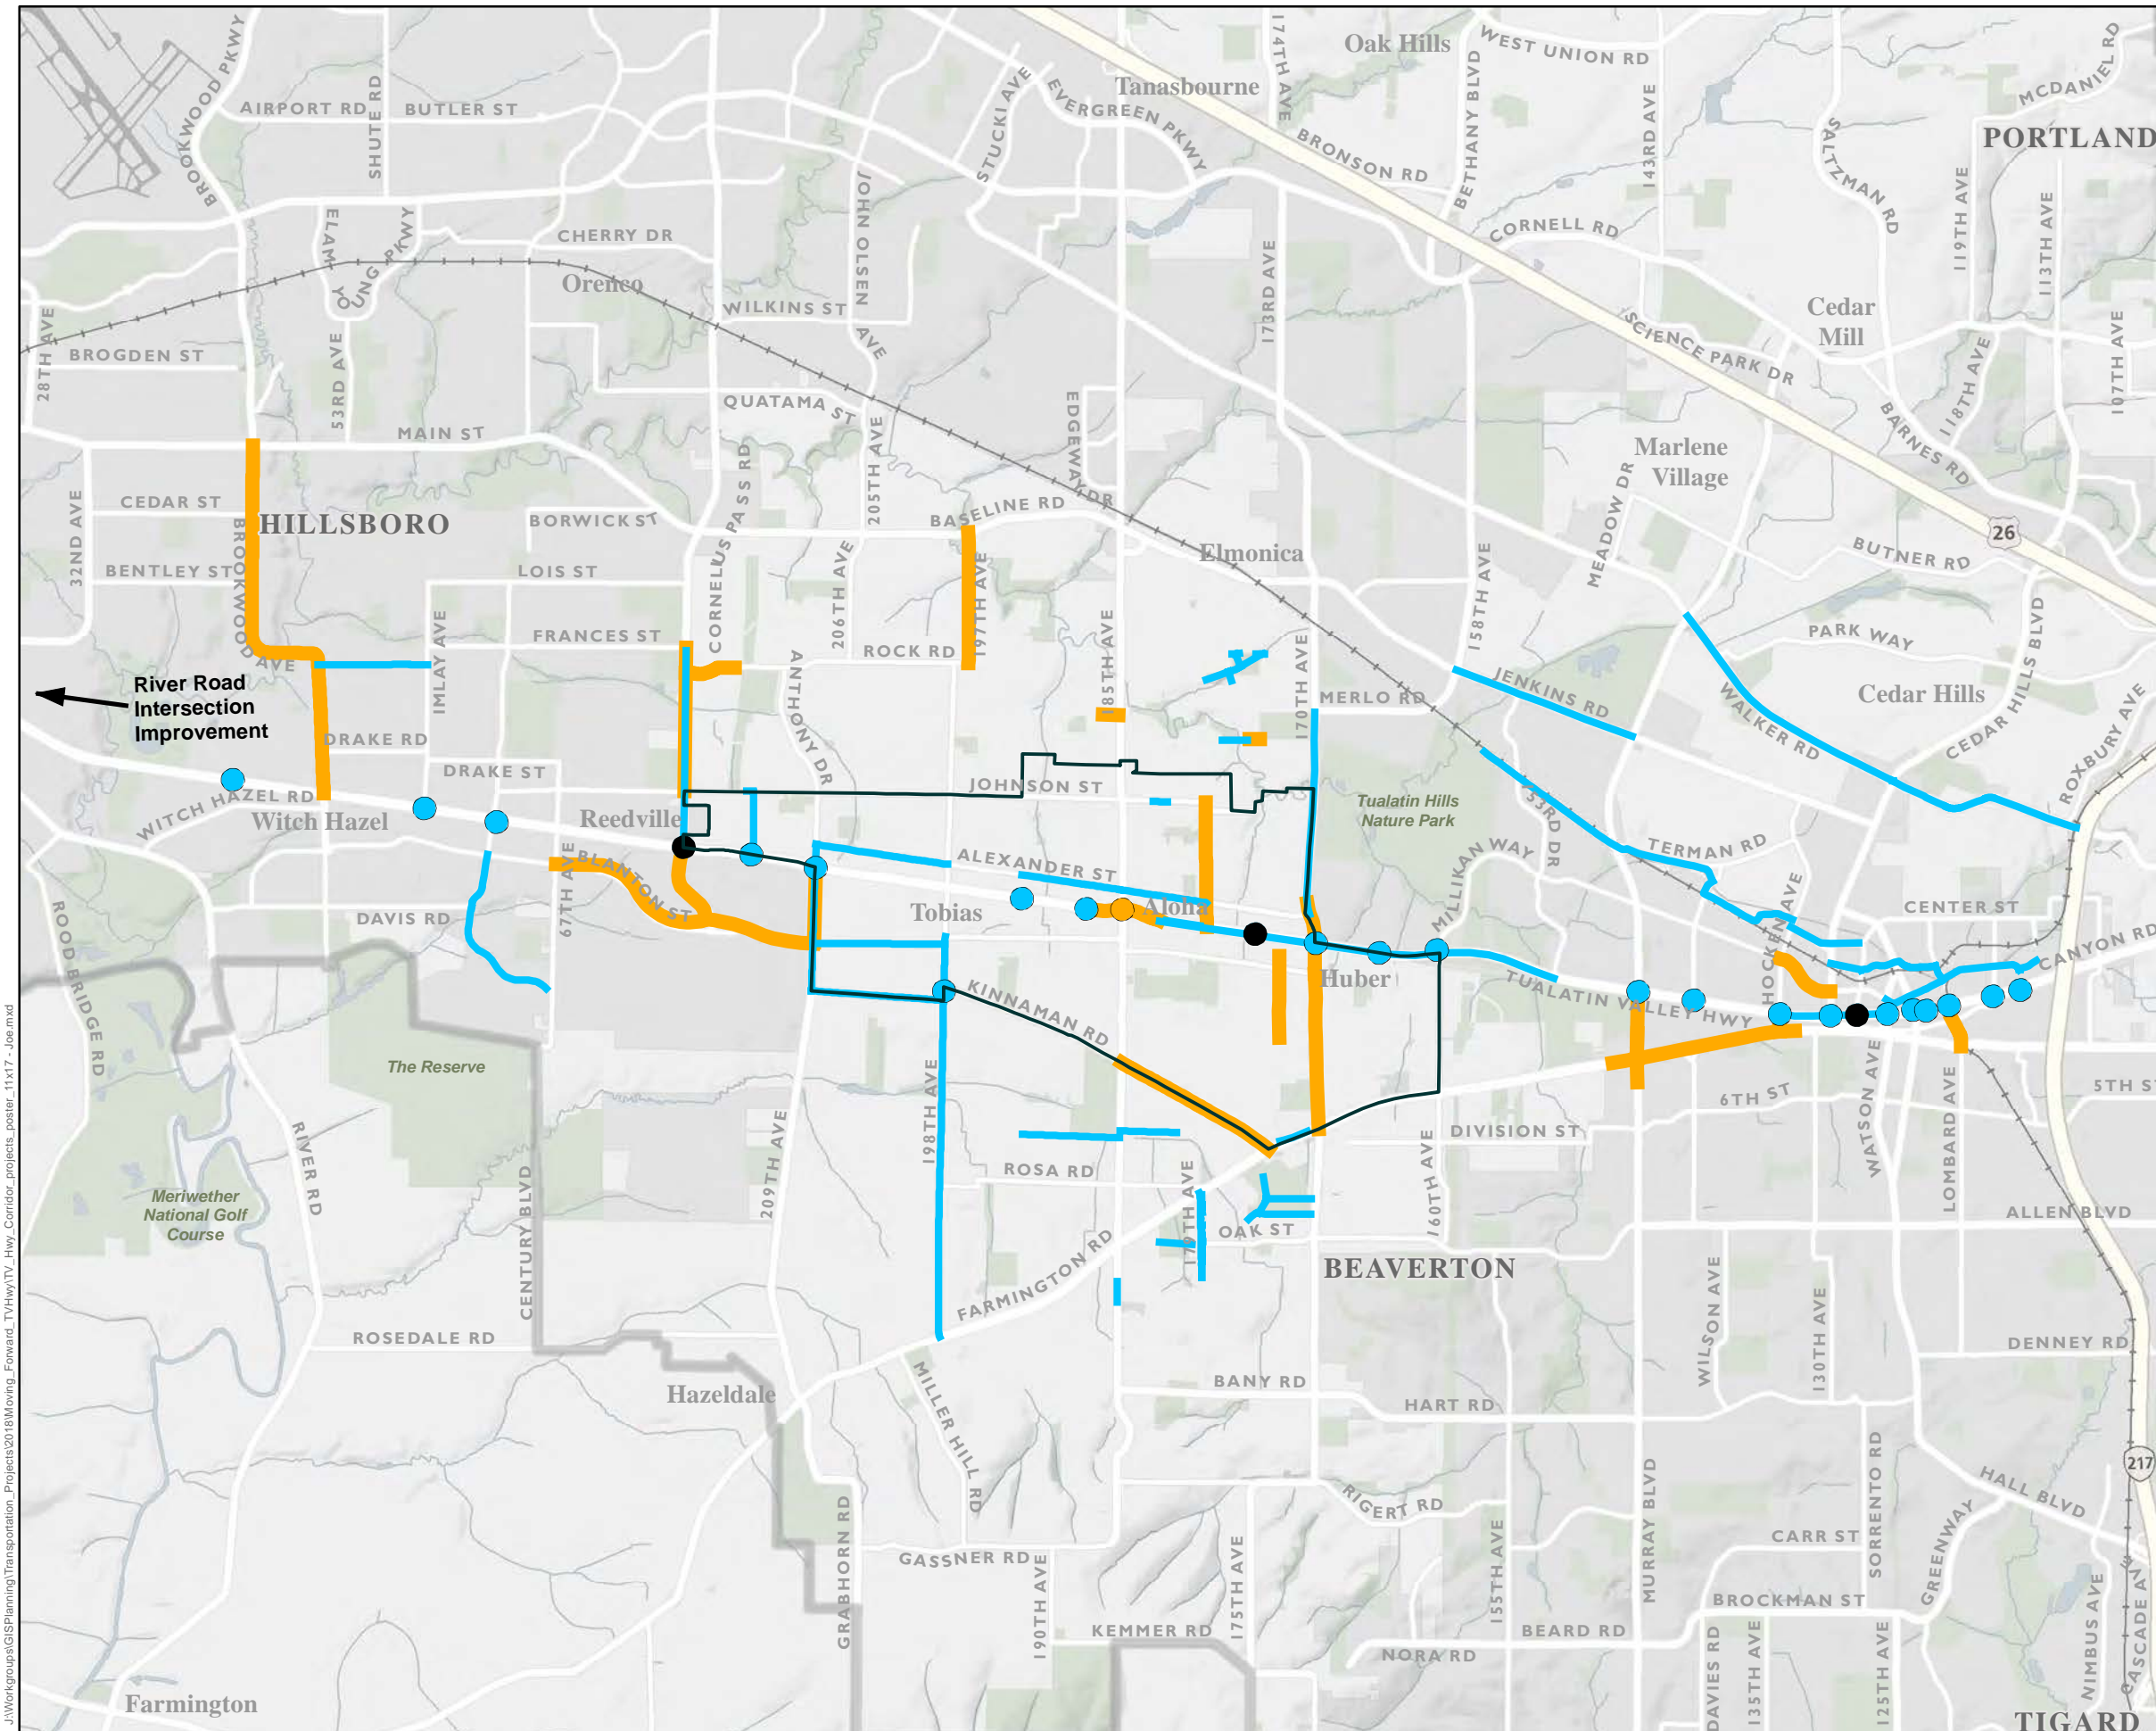 BROOKWOOD PKWY
AIRPORT RD
SHUTE RD
BUTLER ST
STUCKI AVE
EVERGREEN PKWY
Tanasbourne
174TH AVE
Oak Hills
WEST UNION RD
BETHANY BLVD
BRONSON RD
143RD AVE
SALTZMAN RD
MCDANIEL RD
PORTLAND
119TH AVE
113TH AVE
107TH AVE
ELAM YOUNG PKWY
CHERRY DR
Orenco
JOHN OLSEN AVE
WILKINS ST
173RD AVE
CORNELL RD
SCIENCE PARK DR
Cedar
Mill
118TH AVE
BARNES RD
28TH AVE
BROGDEN ST
53RD AVE
MAIN ST
QUATAMA ST
205TH AVE
EDGEWAY DR
Marlene
Village
MEADOW DR
26
BUTNER RD
32ND AVE
CEDAR ST
HILLSBORO
BORWICK ST
CORNELIUS PASS RD
BASELINE RD
BENTLEY ST
BROOKWOOD AVE
LOIS ST
206TH AVE
197TH AVE
Elmonica
158TH AVE
FRANCES ST
ROCK RD
185TH AVE
170TH AVE
MERLO RD
JENKINS RD
WALKER RD
PARK WAY
Cedar Hills
CEDAR HILLS BLVD
ROXBURY AVE
River Road
Intersection
Improvement
IMLAY AVE
DRAKE RD
DRAKE ST
ANTHONY DR
JOHNSON ST
Tualatin Hills
Nature Park
153RD DR
WITCH HAZEL RD
Witch Hazel
Reedville
ALEXANDER ST
MILLIKAN WAY
TERMAN RD
HOCKEN AVE
CENTER ST
CANYON RD
67TH AVE
BLANTON ST
DAVIS RD
Tobias
Aloha
Huber
TUALATIN VALLEY HWY
ROOD BRIDGE RD
KINNAMAN RD
The Reserve
198TH AVE
209TH AVE
WATSON AVE
LOMBARD AVE
6TH ST
5TH S
DIVISION ST
160TH AVE
RIVER RD
CENTURY BLVD
ROSA RD
179TH AVE
OAK ST
ALLEN BLVD
Meriwether
National Golf
Course
FARMINGTON RD
BEAVERTON
WILSON AVE
130TH AVE
ROSEDALE RD
DENNEY RD
Hazeldale
MILLER HILL RD
BANY RD
HART RD
MURRAY BLVD
SORRENTO RD
HALL BLVD
217
RIGERT RD
CARR ST
GREENWAY
GRABHORN RD
GASSNER RD
190TH AVE
175TH AVE
155TH AVE
BROCKMAN ST
KEMMER RD
BEARD RD
NORA RD
DAVIES RD
135TH AVE
125TH AVE
NIMBUS AVE
CASCADE AV
Farmington
TIGARD
J:\Workgroups\GISPlanning\Transportation_Projects\2018\Moving_Forward_TVHwy\TV_Hwy_Corridor_projects_poster_11x17 - Joe.mxd